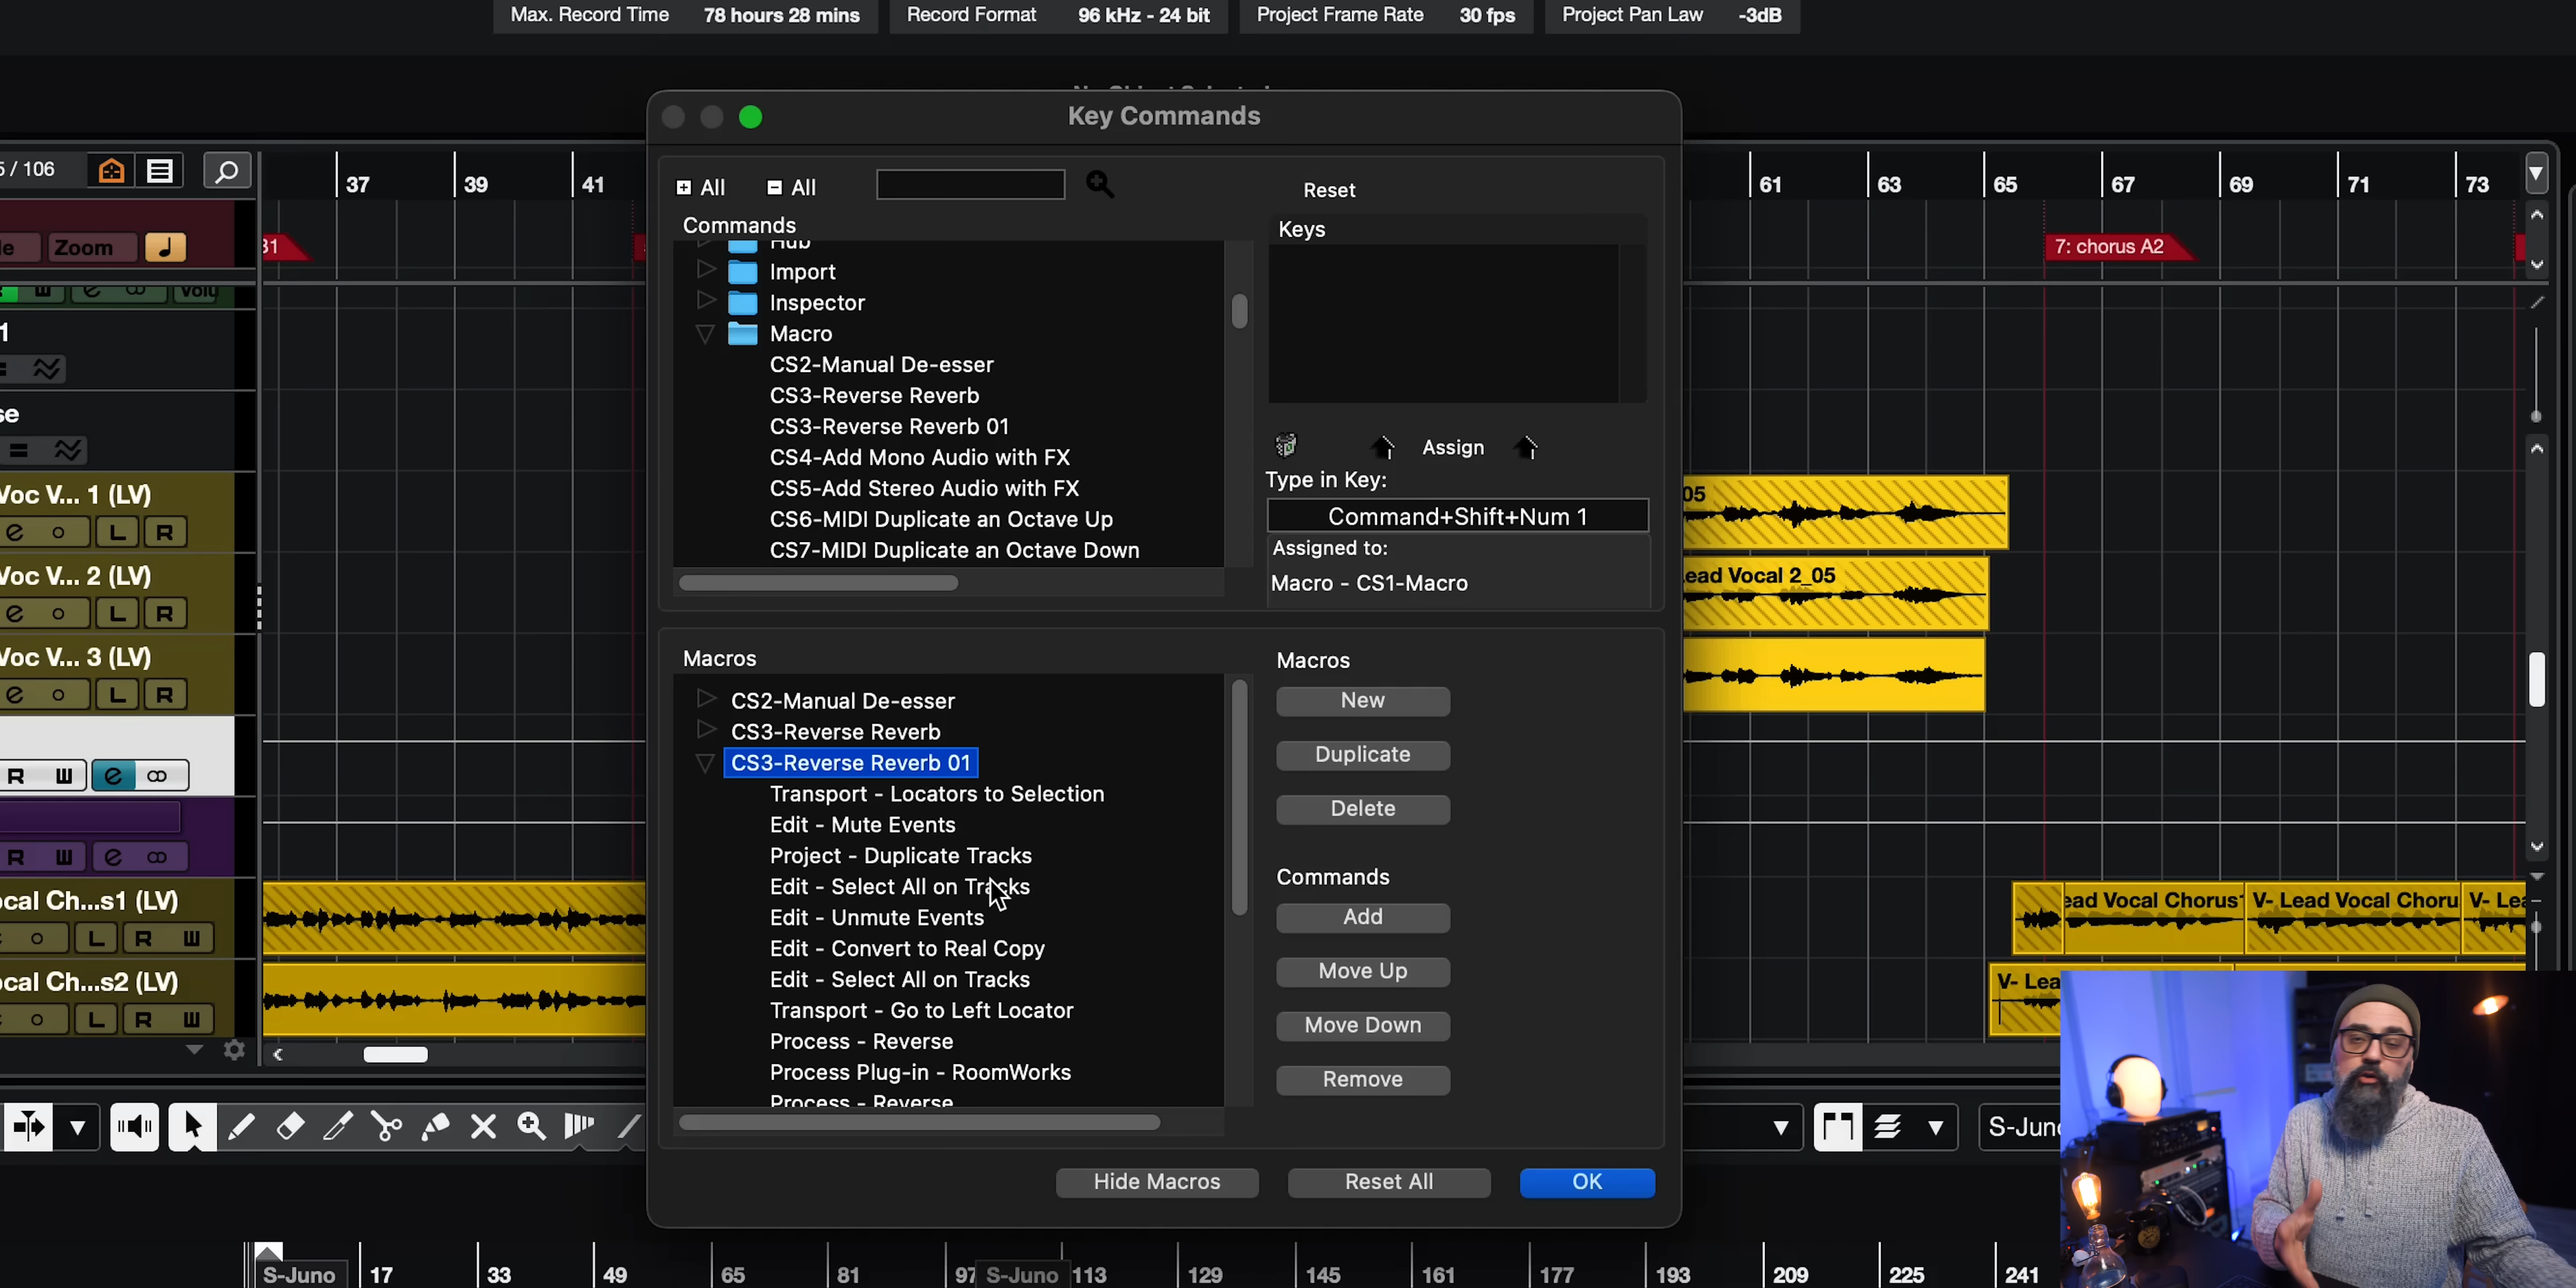 Max. Record Time 78 hours 28 mins Record Format 96 kHz - 24 bit Project Frame Rate 30 fps Project Pan Law -3dB
Key Commands
/ 106
37 39 41
61 63 65 67 69 71 73
Zoom
7: chorus A2
All All
Reset
Commands
Hub
Import
Inspector
Macro
CS2-Manual De-esser
CS3-Reverse Reverb
CS3-Reverse Reverb 01
CS4-Add Mono Audio with FX
CS5-Add Stereo Audio with FX
CS6-MIDI Duplicate an Octave Up
CS7-MIDI Duplicate an Octave Down
Keys
Assign
Type in Key:
Command+Shift+Num 1
Assigned to:
Macro - CS1-Macro
Macros
CS2-Manual De-esser
CS3-Reverse Reverb
CS3-Reverse Reverb 01
Transport - Locators to Selection
Edit - Mute Events
Project - Duplicate Tracks
Edit - Select All on Tracks
Edit - Unmute Events
Edit - Convert to Real Copy
Edit - Select All on Tracks
Transport - Go to Left Locator
Process - Reverse
Process Plug-in - RoomWorks
Process - Reverse
Macros
New
Duplicate
Delete
Commands
Add
Move Up
Move Down
Remove
Hide Macros Reset All OK
Voc V... 1 (LV)
L R
Voc V... 2 (LV)
L R
Voc V... 3 (LV)
L R
R W
R W
ocal Ch...s1 (LV)
L R W
ocal Ch...s2 (LV)
L R W
05
Lead Vocal 2_05
ead Vocal Chorus V- Lead Vocal Choru V- Lea
V- Lea
S-Juno
S-Juno 17 33 49 65 81 97 S-Juno 113 129 145 161 177 193 209 225 241